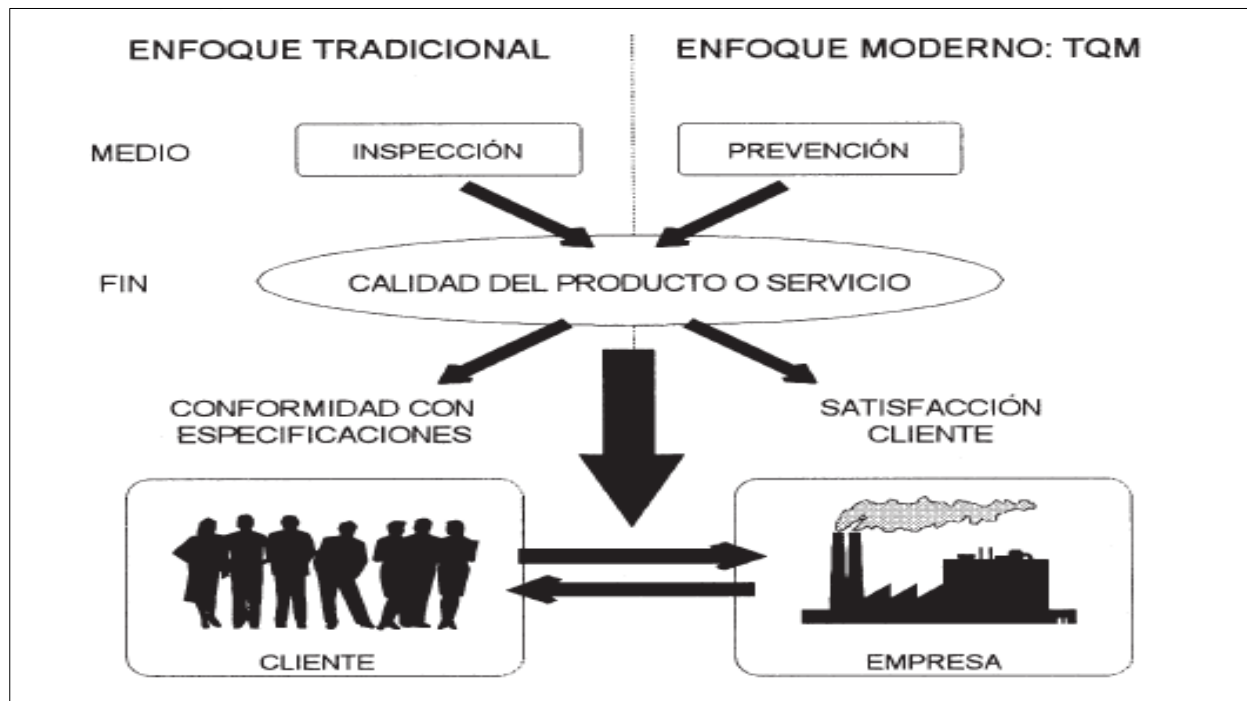 ENFOQUE TRADICIONAL
ENFOQUE MODERNO: TQM
MEDIO
INSPECCIÓN
PREVENCIÓN
FIN
CALIDAD DEL PRODUCTO O SERVICIO
CONFORMIDAD CON
ESPECIFICACIONES
SATISFACCIÓN
CLIENTE
CLIENTE
EMPRESA